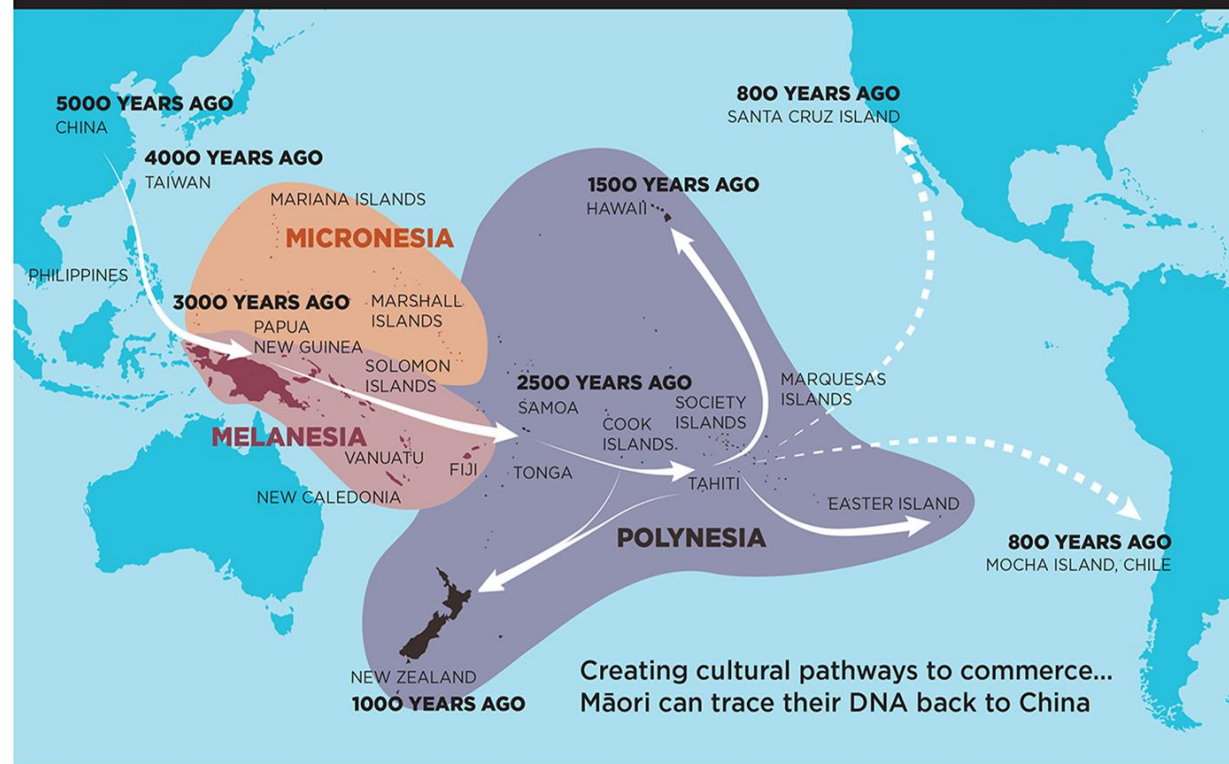 5000 YEARS AGO
CHINA
4000 YEARS AGO
TAIWAN
MARIANA ISLANDS
MICRONESIA
PHILIPPINES
3000 YEARS AGO
PAPUA
NEW GUINEA
MARSHALL
ISLANDS
SOLOMON
ISLANDS
MELANESIA
VANUATU
FIJI
NEW CALEDONIA
1500 YEARS AGO
HAWAII
800 YEARS AGO
SANTA CRUZ ISLAND
2500 YEARS AGO
SAMOA
COOK
ISLANDS
SOCIETY
ISLANDS
MARQUESAS
ISLANDS
TONGA
TAHITI
EASTER ISLAND
POLYNESIA
800 YEARS AGO
MOCHA ISLAND, CHILE
NEW ZEALAND
1000 YEARS AGO
Creating cultural pathways to commerce...
Māori can trace their DNA back to China